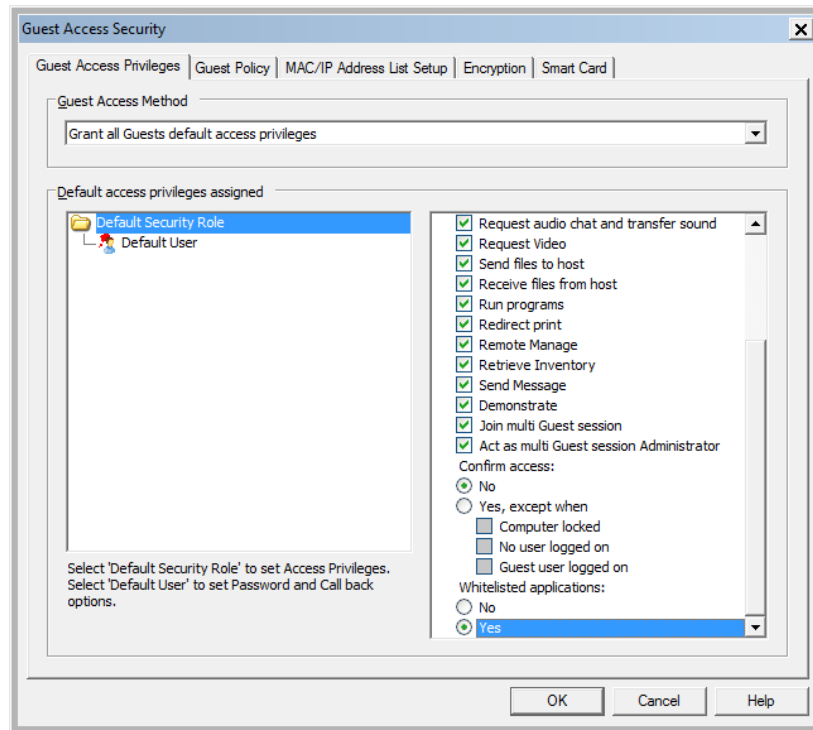 Guest Access Security
Guest Access Privileges
Guest Policy
MAC/IP Address List Setup
Encryption
Smart Card
Guest Access Method
Grant all Guests default access privileges
Default access privileges assigned
Default Security Role
Default User
Select 'Default Security Role' to set Access Privileges.
Select 'Default User' to set Password and Call back
options.
Request audio chat and transfer sound
Request Video
Send files to host
Receive files from host
Run programs
Redirect print
Remote Manage
Retrieve Inventory
Send Message
Demonstrate
Join multi Guest session
Act as multi Guest session Administrator
Confirm access:
No
Yes, except when
Computer locked
No user logged on
Guest user logged on
Whitelisted applications:
No
Yes
OK
Cancel
Help